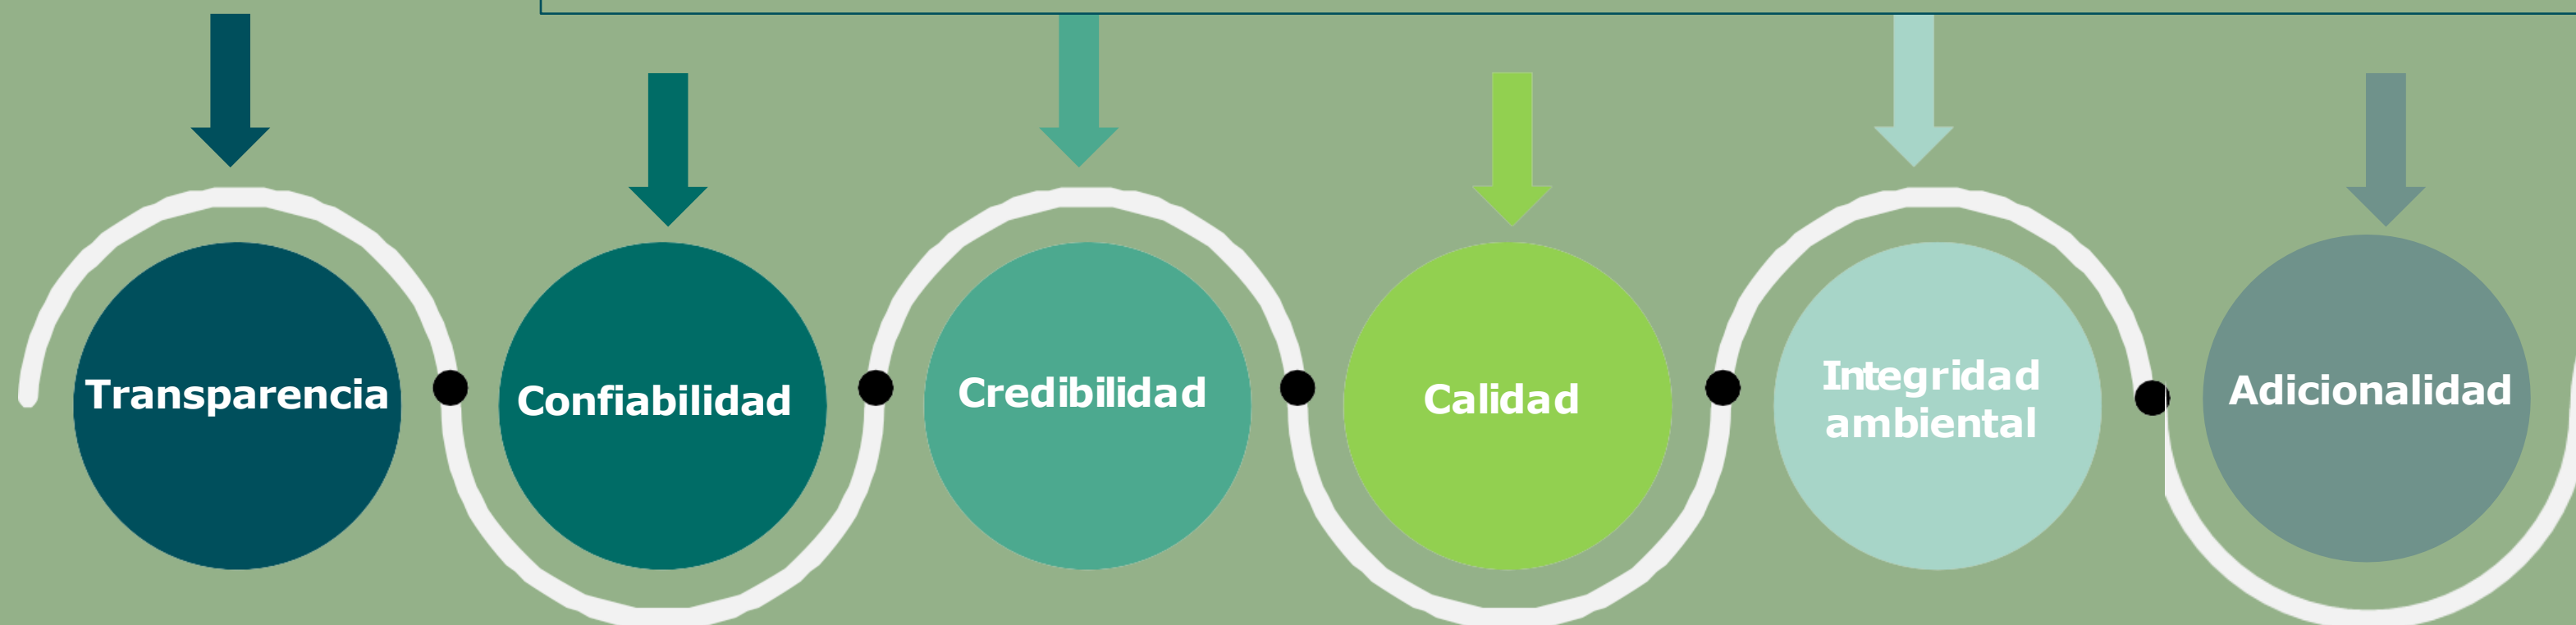 Transparencia
Confiabilidad
Credibilidad
Calidad
Integridad
ambiental
Adicionalidad